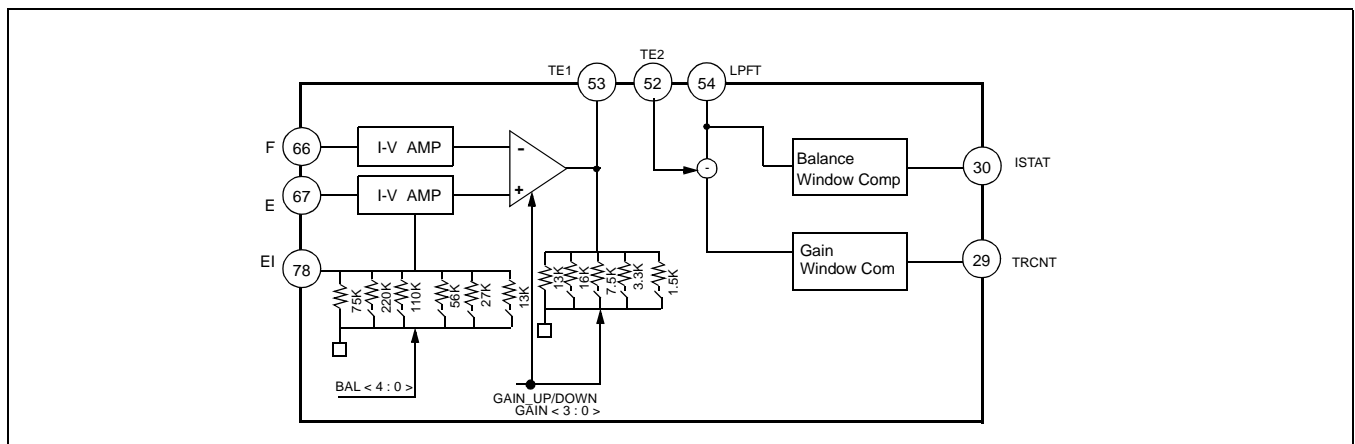 TE1
53
TE2
52
54
LPFT
F
66
I-V AMP
-
+
E
67
I-V AMP
EI
78
75K
220K
110K
56K
27K
13K
13K
16K
7.5K
3.3K
1.5K
-
Balance
Window Comp
30
ISTAT
Gain
Window Com
29
TRCNT
BAL < 4 : 0 >
GAIN_UP/DOWN
GAIN < 3 : 0 >